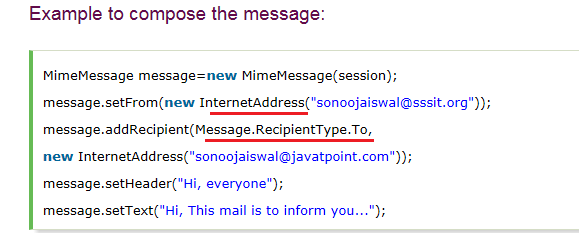 Example to compose the message:
MimeMessage message=new MimeMessage(session);
message.setFrom(new InternetAddress("sonoojaiswal@sssit.org"));
message.addRecipient(Message.RecipientType.To,
new InternetAddress("sonoojaiswal@javatpoint.com"));
message.setHeader("Hi, everyone");
message.setText("Hi, This mail is to inform you...");